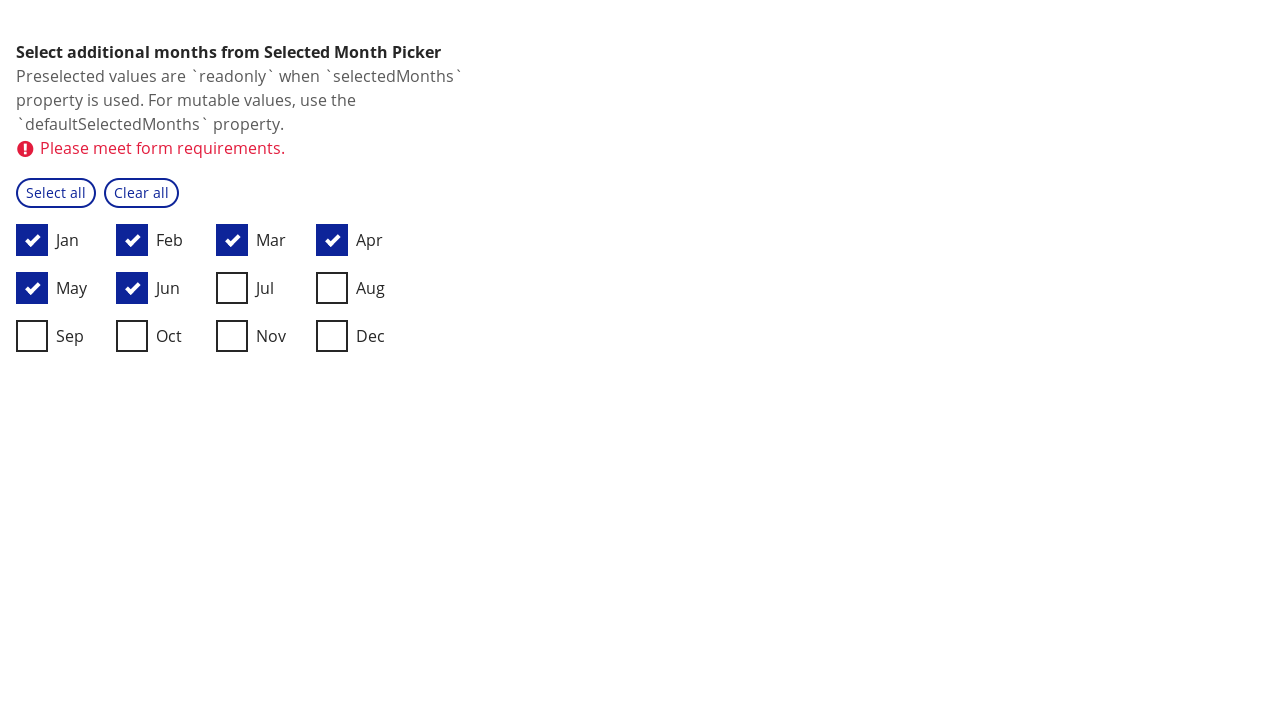 Select additional months from Selected Month Picker
Preselected values are `readonly` when `selectedMonths`
property is used. For mutable values, use the
`defaultSelectedMonths` property.
Please meet form requirements.
Select all Clear all
Jan Feb Mar Apr
May Jun Jul Aug
Sep Oct Nov Dec